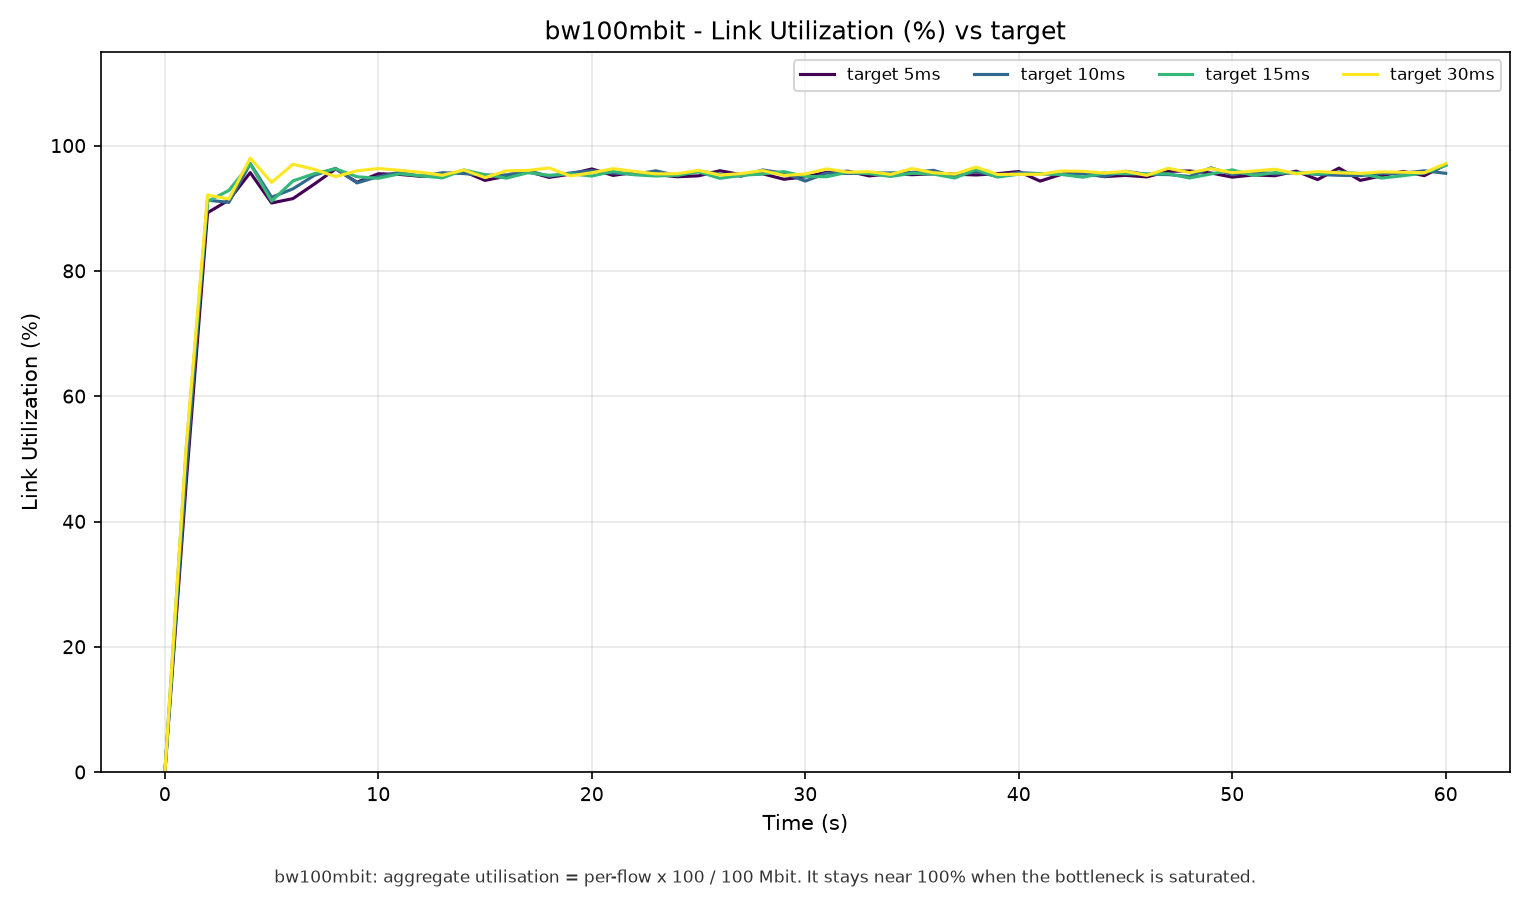 bw100mbit - Link Utilization (%) vs target
target 5ms target 10ms target 15ms target 30ms
100
80
60
40
20
0
Link Utilization (%)
0 10 20 30 40 50 60
Time (s)
bw100mbit: aggregate utilisation = per-flow x 100 / 100 Mbit. It stays near 100% when the bottleneck is saturated.